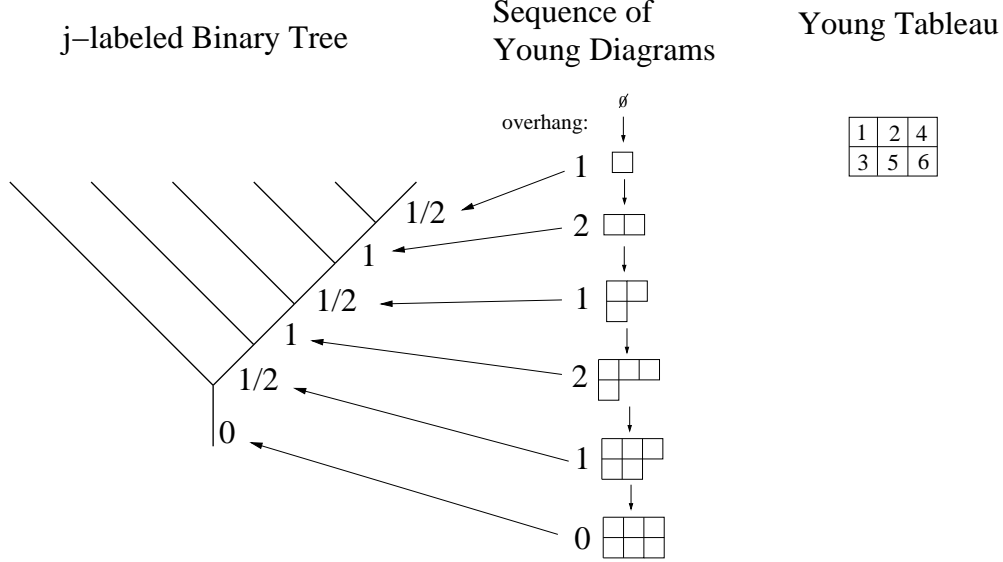 j−labeled Binary Tree
Sequence of
Young Diagrams
Young Tableau
ø
overhang:
1
2
1
2
1
0
1/2
1
1/2
1
1/2
0
1 2 4
3 5 6